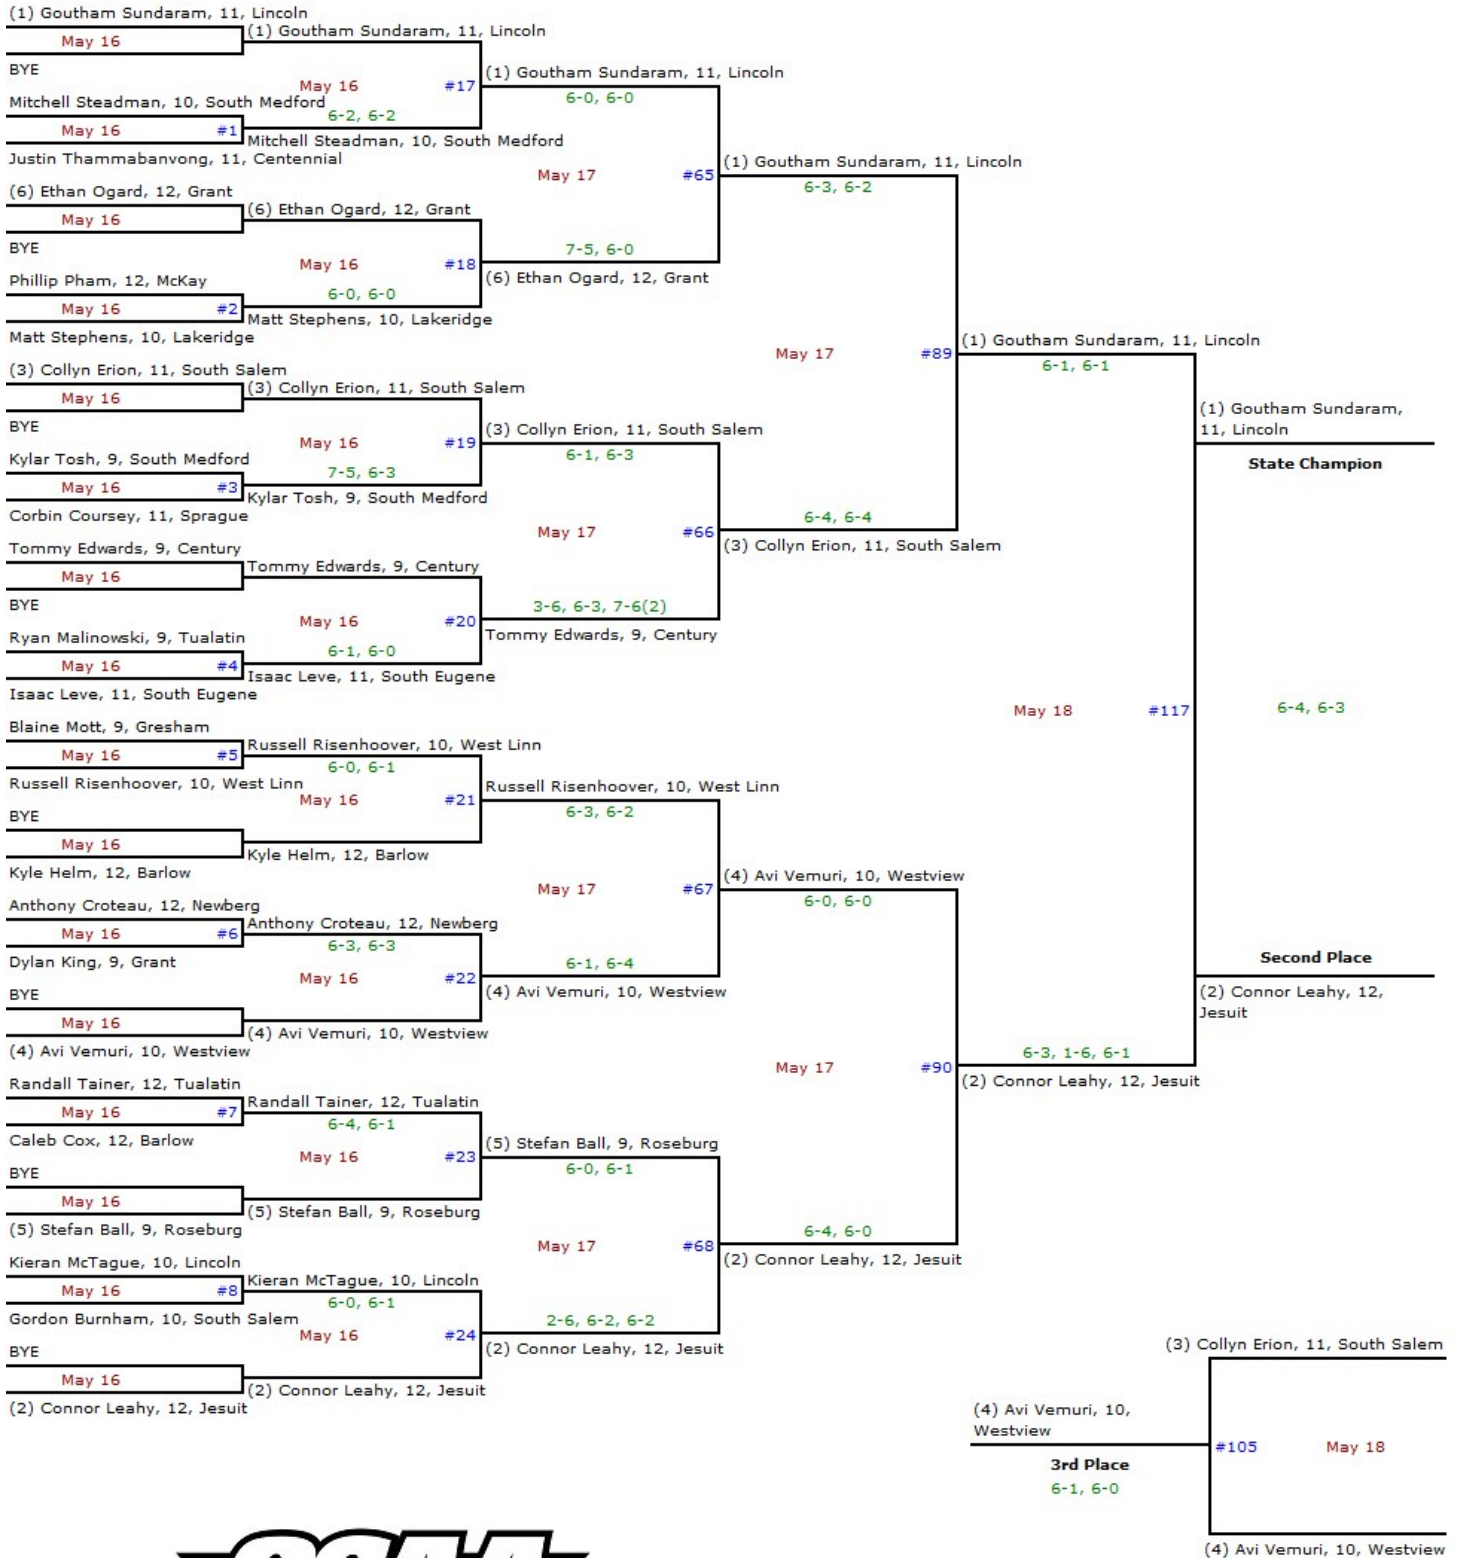 (1) Goutham Sundaram, 11, Lincoln
May 16
BYE
Mitchell Steadman, 10, South Medford
May 16 #1
Justin Thammabanvong, 11, Centennial
(6) Ethan Ogard, 12, Grant
May 16
BYE
Phillip Pham, 12, McKay
May 16 #2
Matt Stephens, 10, Lakeridge
(3) Collyn Erion, 11, South Salem
May 16
BYE
Kylar Tosh, 9, South Medford
May 16 #3
Corbin Coursey, 11, Sprague
Tommy Edwards, 9, Century
May 16
BYE
Ryan Malinowski, 9, Tualatin
May 16 #4
Isaac Leve, 11, South Eugene
Blaine Mott, 9, Gresham
May 16 #5
Russell Risenhoover, 10, West Linn
BYE
May 16
Kyle Helm, 12, Barlow
Anthony Croteau, 12, Newberg
May 16 #6
Dylan King, 9, Grant
BYE
May 16
(4) Avi Vemuri, 10, Westview
Randall Tainer, 12, Tualatin
May 16 #7
Caleb Cox, 12, Barlow
BYE
May 16
(5) Stefan Ball, 9, Roseburg
Kieran McTague, 10, Lincoln
May 16 #8
Gordon Burnham, 10, South Salem
BYE
May 16
(2) Connor Leahy, 12, Jesuit
(1) Goutham Sundaram, 11, Lincoln
May 16 #17
6-2, 6-2
Mitchell Steadman, 10, South Medford
(6) Ethan Ogard, 12, Grant
May 16 #18
6-0, 6-0
Matt Stephens, 10, Lakeridge
(3) Collyn Erion, 11, South Salem
May 16 #19
7-5, 6-3
Kylar Tosh, 9, South Medford
Tommy Edwards, 9, Century
May 16 #20
6-1, 6-0
Isaac Leve, 11, South Eugene
Russell Risenhoover, 10, West Linn
6-0, 6-1
May 16 #21
Kyle Helm, 12, Barlow
Anthony Croteau, 12, Newberg
6-3, 6-3
May 16 #22
(4) Avi Vemuri, 10, Westview
Randall Tainer, 12, Tualatin
6-4, 6-1
May 16 #23
(5) Stefan Ball, 9, Roseburg
Kieran McTague, 10, Lincoln
6-0, 6-1
May 16 #24
(2) Connor Leahy, 12, Jesuit
(1) Goutham Sundaram, 11, Lincoln
6-0, 6-0
May 17 #65
7-5, 6-0
(6) Ethan Ogard, 12, Grant
(3) Collyn Erion, 11, South Salem
6-1, 6-3
May 17 #66
3-6, 6-3, 7-6(2)
Tommy Edwards, 9, Century
Russell Risenhoover, 10, West Linn
6-3, 6-2
May 17 #67
6-1, 6-4
(4) Avi Vemuri, 10, Westview
(5) Stefan Ball, 9, Roseburg
6-0, 6-1
May 17 #68
2-6, 6-2, 6-2
(2) Connor Leahy, 12, Jesuit
(1) Goutham Sundaram, 11, Lincoln
6-3, 6-2
May 17 #89
6-4, 6-4
(3) Collyn Erion, 11, South Salem
(4) Avi Vemuri, 10, Westview
6-0, 6-0
May 17 #90
6-4, 6-0
(2) Connor Leahy, 12, Jesuit
(1) Goutham Sundaram, 11, Lincoln
6-1, 6-1
May 18 #117
6-3, 1-6, 6-1
(2) Connor Leahy, 12, Jesuit
(1) Goutham Sundaram,
11, Lincoln
State Champion
6-4, 6-3
Second Place
(2) Connor Leahy, 12,
Jesuit
(3) Collyn Erion, 11, South Salem
(4) Avi Vemuri, 10,
Westview
#105 May 18
3rd Place
6-1, 6-0
(4) Avi Vemuri, 10, Westview